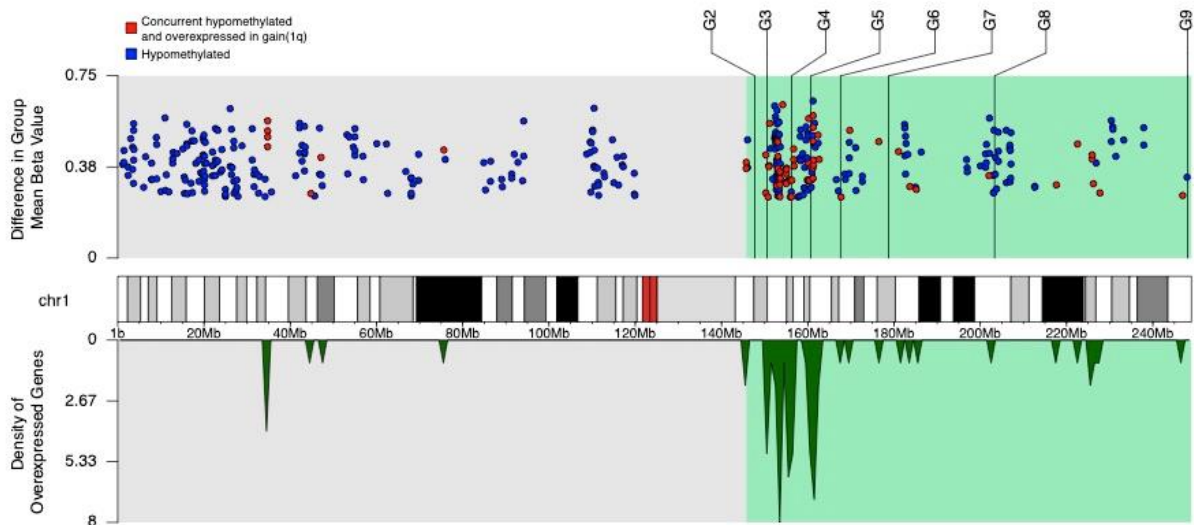 G2
G3
G4
G5
G6
G7
G8
G9
Concurrent hypomethylated
and overexpressed in gain(1q)
Hypomethylated
0.75
0.38
0
Difference in Group
Mean Beta Value
chr1
1b
20Mb
40Mb
60Mb
80Mb
100Mb
120Mb
140Mb
160Mb
180Mb
200Mb
220Mb
240Mb
0
2.67
5.33
8
Density of
Overexpressed Genes